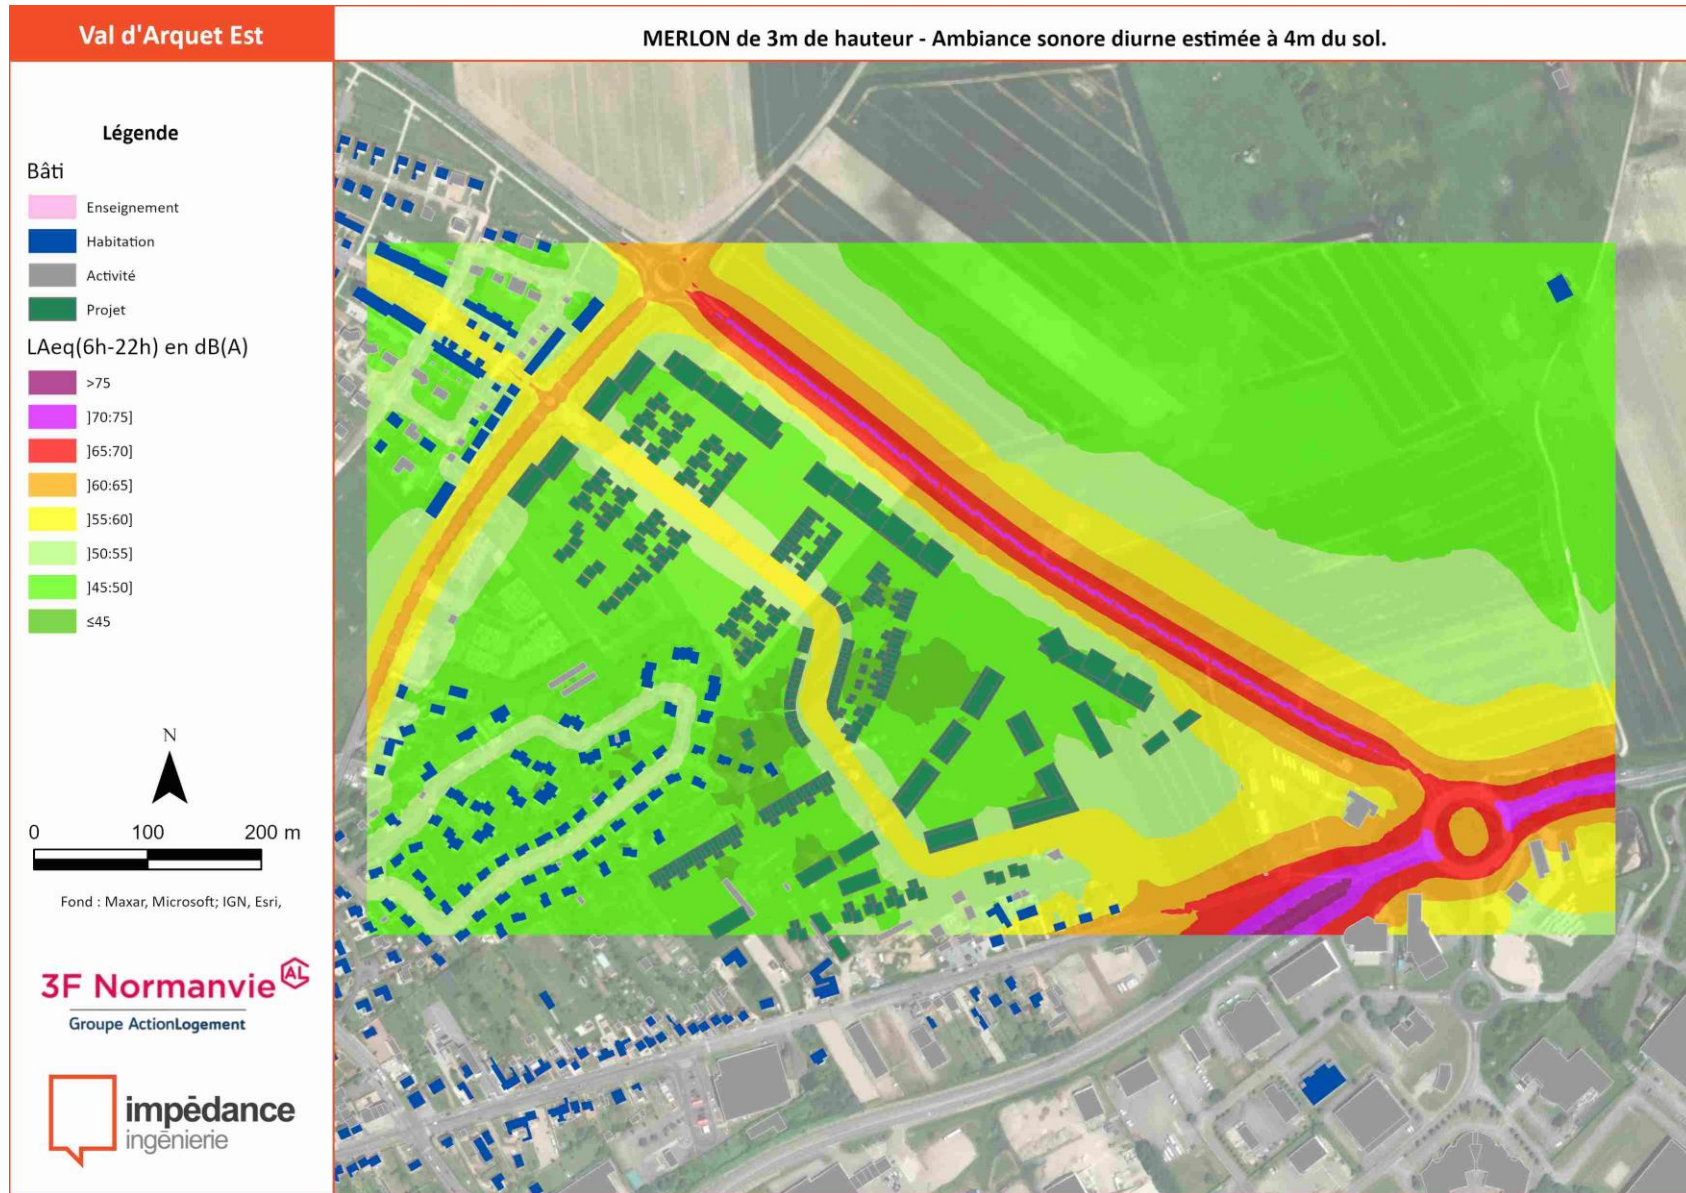 Val d'Arquet Est
MERLON de 3m de hauteur - Ambiance sonore diurne estimée à 4m du sol.
Légende
Bâti
Enseignement
Habitation
Activité
Projet
LAeq(6h-22h) en dB(A)
>75
]70:75]
]65:70]
]60:65]
]55:60]
]50:55]
]45:50]
≤45
N
0 100 200 m
Fond : Maxar, Microsoft; IGN, Esri,
3F Normanvie AL
Groupe ActionLogement
impēdance
ingēnierie